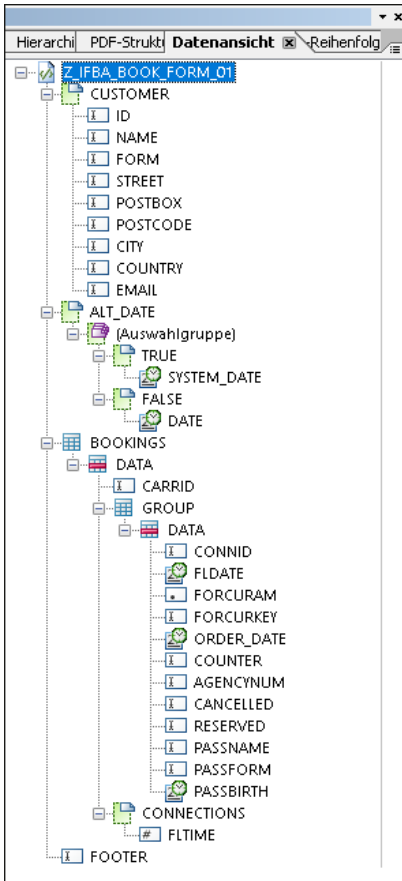 Hierarchi PDF-Strukt Datenansicht Reihenfolg
Z_IFBA_BOOK_FORM_01
CUSTOMER
ID
NAME
FORM
STREET
POSTBOX
POSTCODE
CITY
COUNTRY
EMAIL
ALT_DATE
(Auswahlgruppe)
TRUE
SYSTEM_DATE
FALSE
DATE
BOOKINGS
DATA
CARRID
GROUP
DATA
CONNID
FLDATE
FORCURAM
FORCURKEY
ORDER_DATE
COUNTER
AGENCYNUM
CANCELLED
RESERVED
PASSNAME
PASSFORM
PASSBIRTH
CONNECTIONS
FLTIME
FOOTER